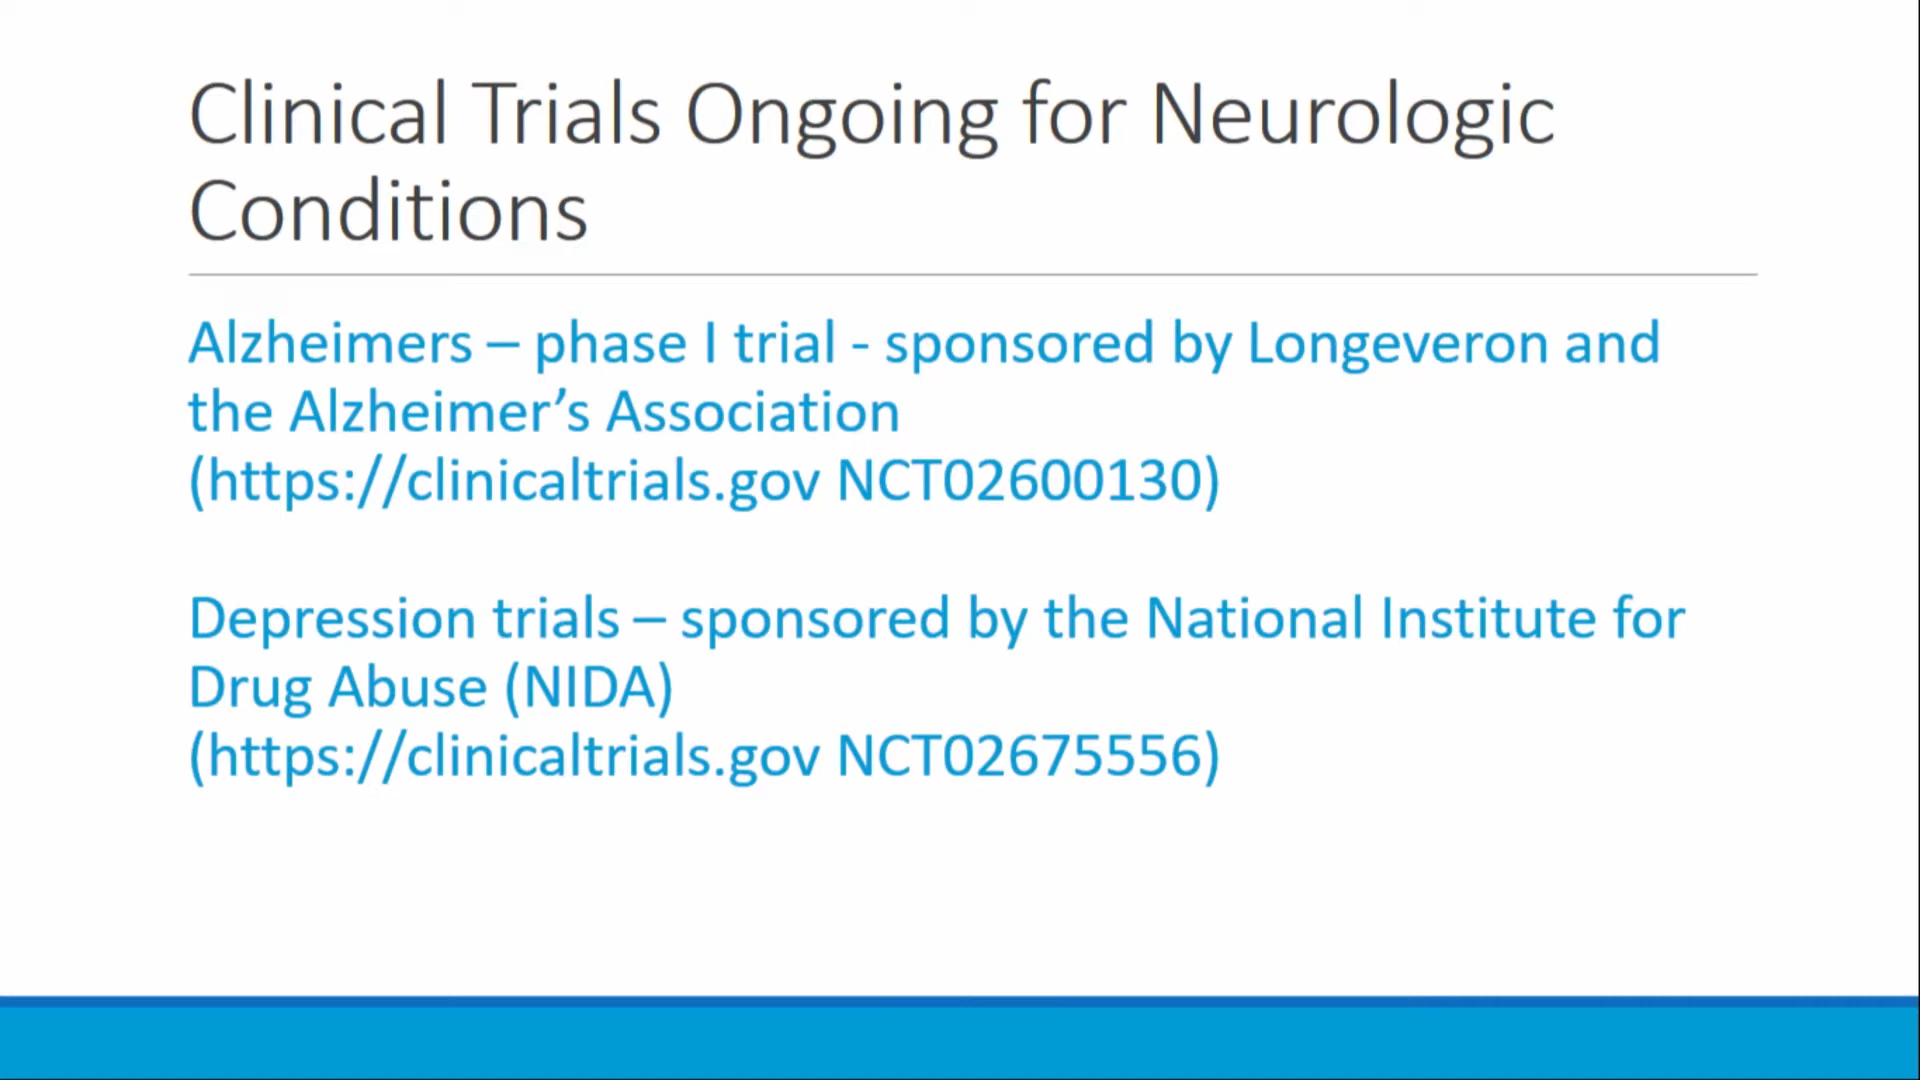 Clinical Trials Ongoing for Neurologic
Conditions
Alzheimers – phase I trial - sponsored by Longeveron and
the Alzheimer’s Association
(https://clinicaltrials.gov NCT02600130)
Depression trials – sponsored by the National Institute for
Drug Abuse (NIDA)
(https://clinicaltrials.gov NCT02675556)